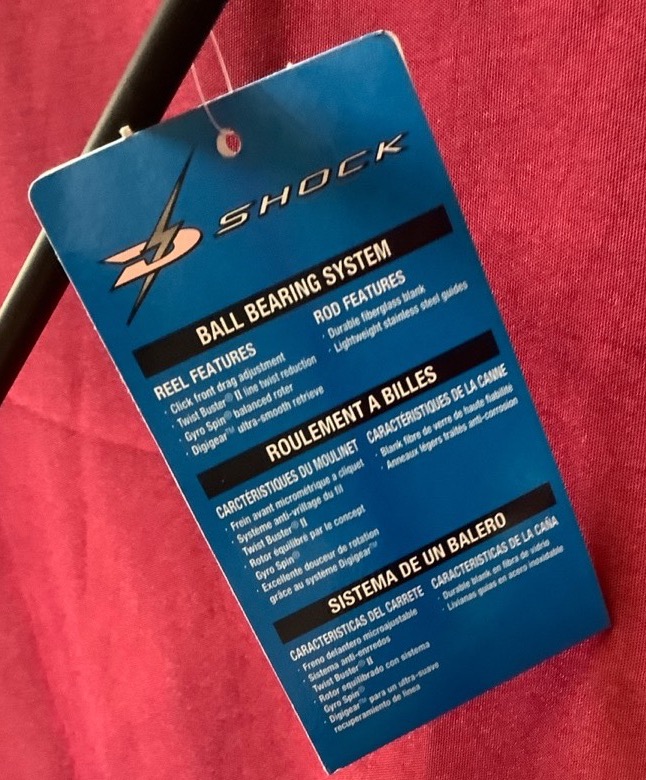 SHOCK
BALL BEARING SYSTEM
REEL FEATURES
· Click front drag adjustment
· Twist Buster® II line twist reduction
· Gyro Spin® balanced roter
· Digigear™ ultra-smooth retrieve
ROD FEATURES
· Durable fiberglass blank
· Lightweight stainless steel guides
ROULEMENT A BILLES
CARCTÉRISTIQUES DU MOULINET
· Frein avant micrométrique a cliquet
· Système anti-vrillage du fil
Twist Buster® II
· Rotor équilibré par le concept
Gyro Spin®
· Excellente douceur de rotation
grâce au système Digigear™
CARACTÉRISTIQUES DE LA CANNE
· Blank fibre de verre de haute fiabilité
· Anneaux légers traités anti-corrosion
SISTEMA DE UN BALERO
CARACTERISTICAS DEL CARRETE
· Freno delantero microajustable
· Sistema anti-enrredos
Twist Buster® II
· Rotor equilibrado con sistema
Gyro Spin®
· Digigear™ para un ultra-suave
recuperamiento de linea
CARACTERISTICAS DE LA CAÑA
· Durable blank en fibra de vidrio
· Livianas guias en acero inoxidable